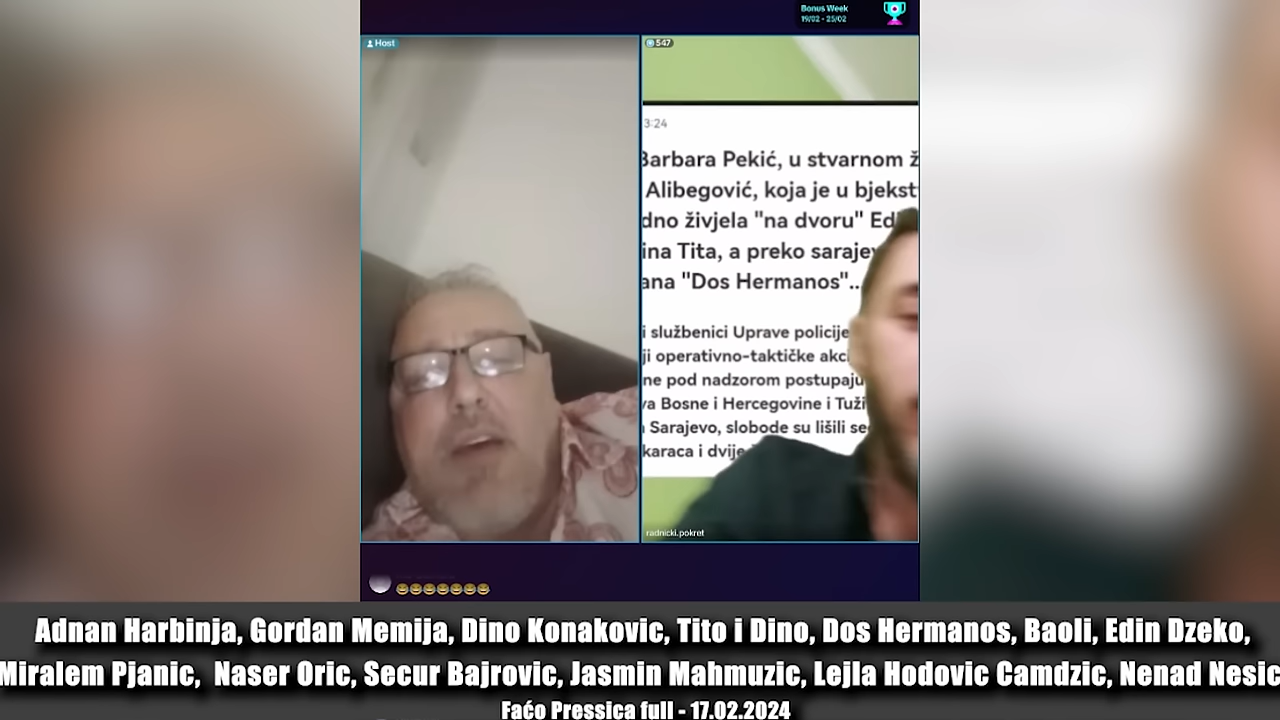 Bonus Week
19/02 - 25/02
Host
547
3:24
Barbara Pekić, u stvarnom ž
Alibegović, koja je u bjekst
dno živjela "na dvoru" Ed
ina Tita, a preko sarajev
ana "Dos Hermanos"..
i službenici Uprave policije
ji operativno-taktičke akci
ne pod nadzorom postupaju
va Bosne i Hercegovine i Tuži
Sarajevo, slobode su lišili se
karaca i dvije
radnicki.pokret
Adnan Harbinja, Gordan Memija, Dino Konakovic, Tito i Dino, Dos Hermanos, Baoli, Edin Dzeko,
Miralem Pjanic, Naser Oric, Secur Bajrovic, Jasmin Mahmuzic, Lejla Hodovic Camdzic, Nenad Nesic
Faćo Pressica full - 17.02.2024